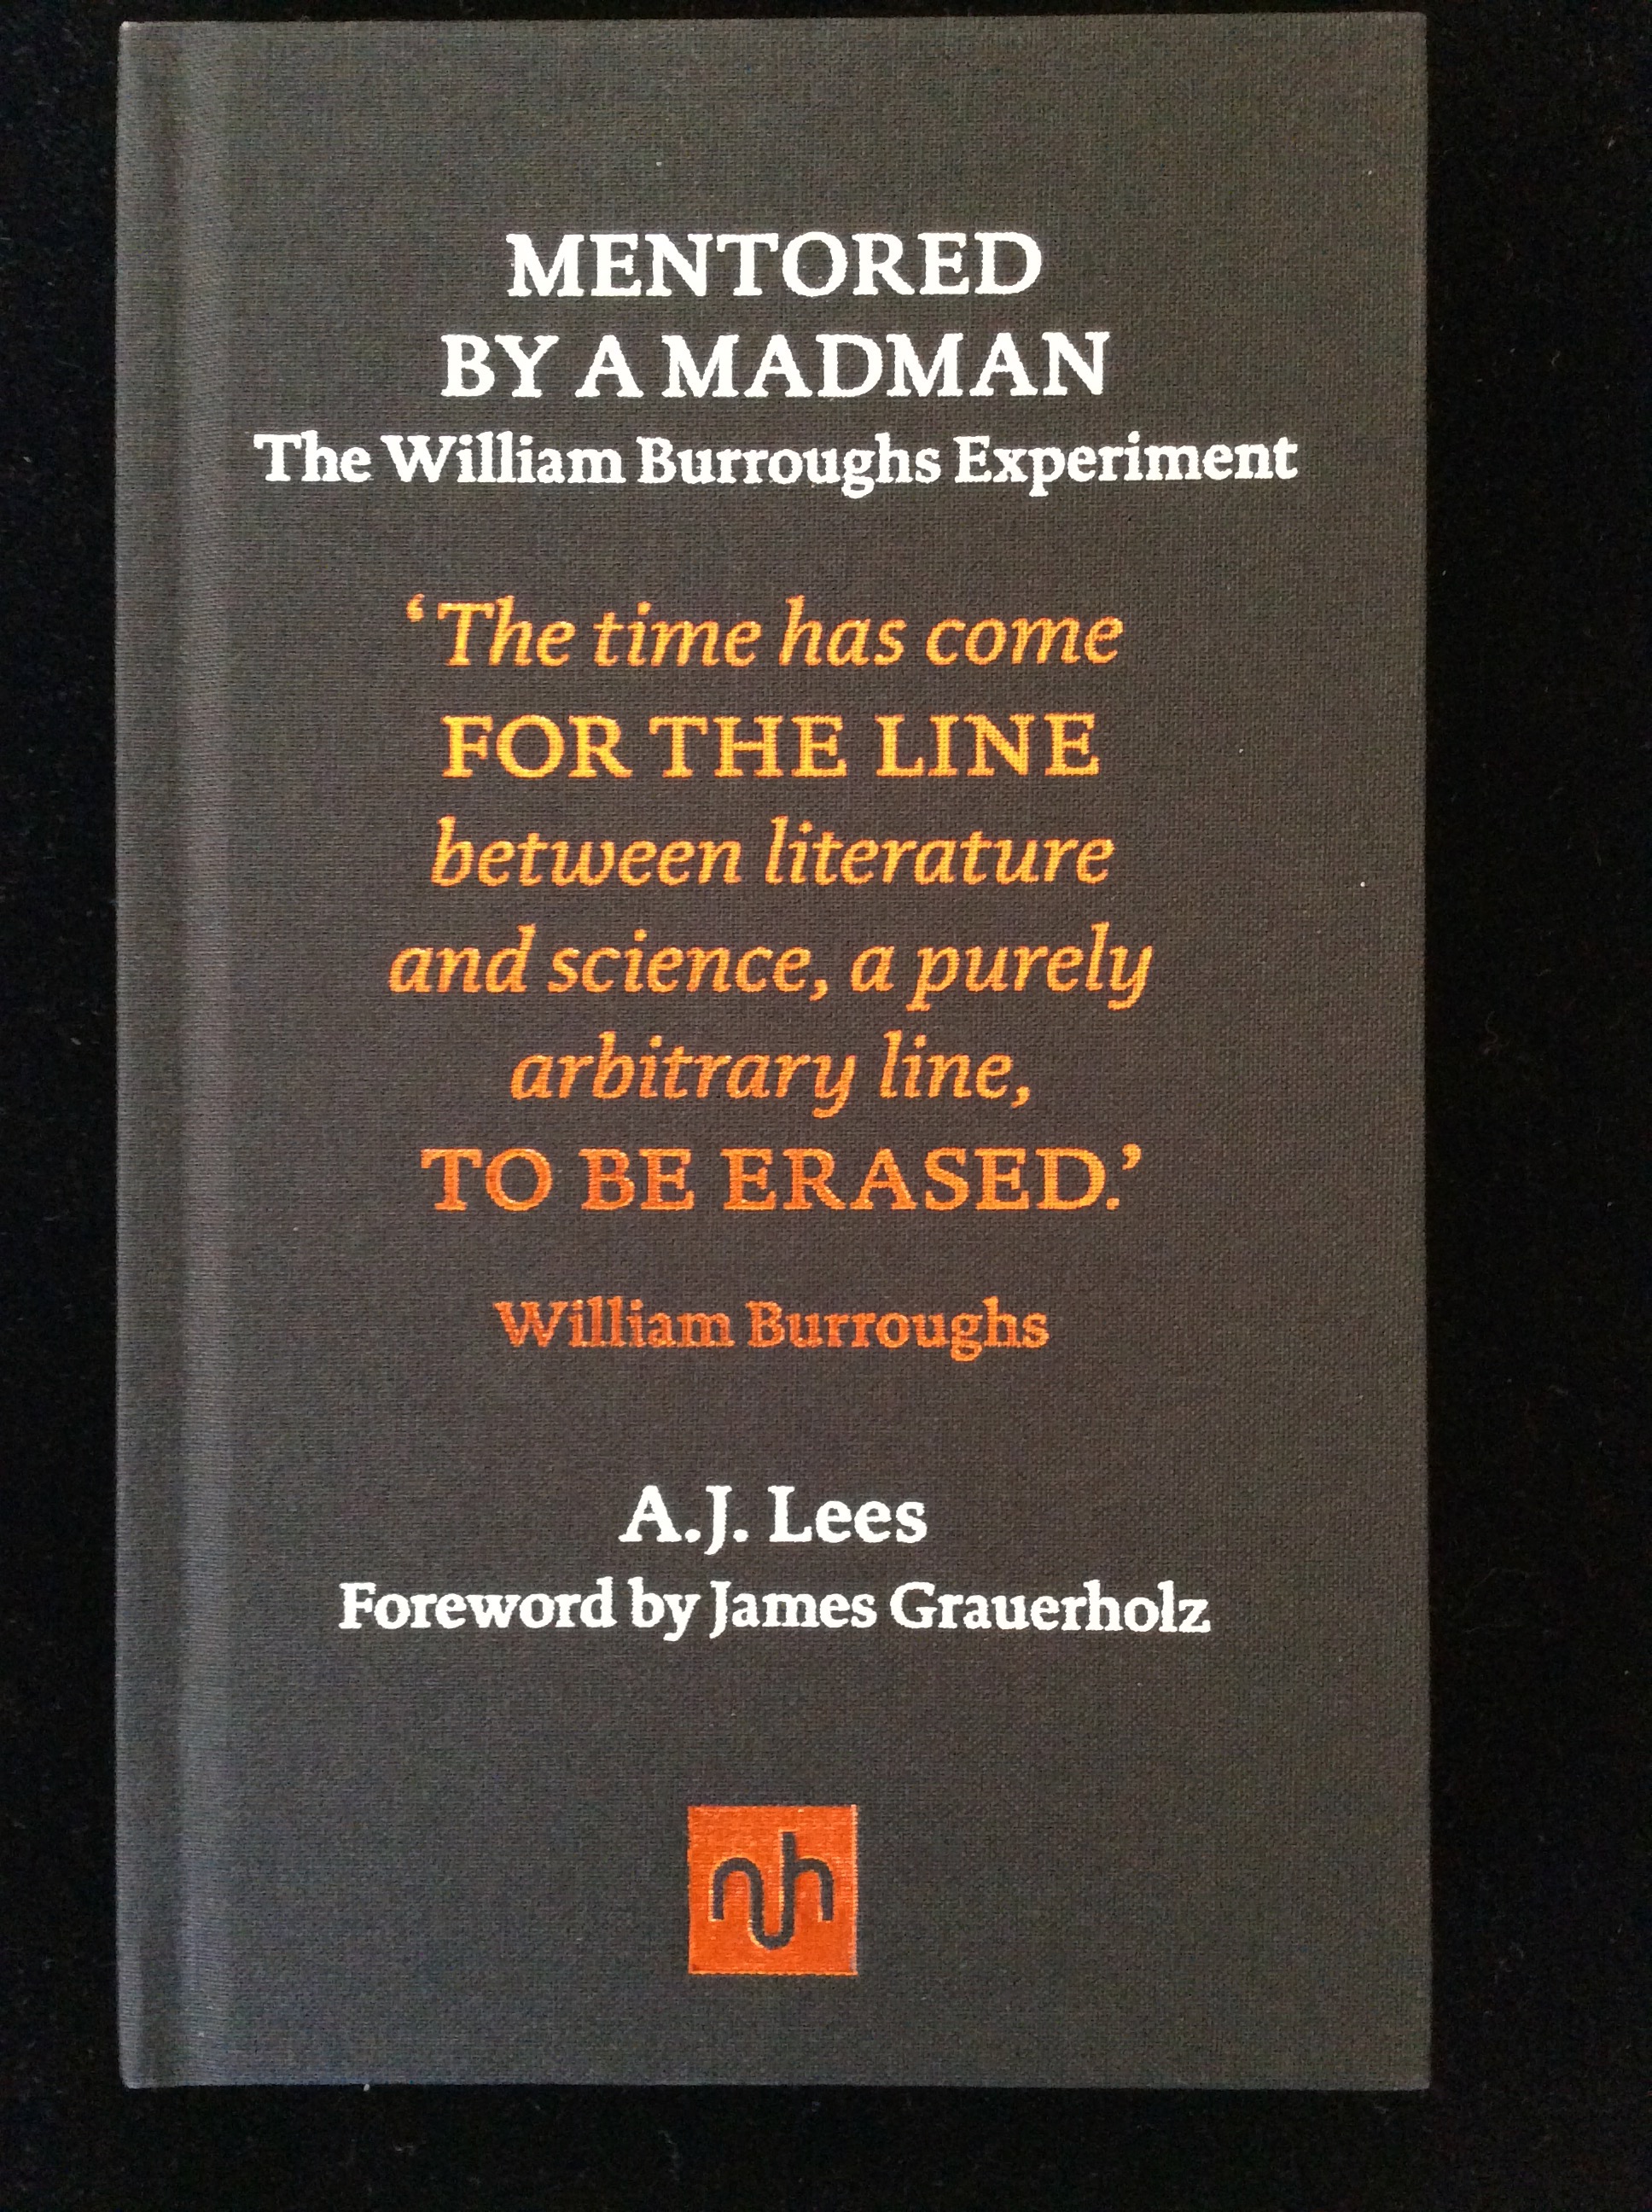 MENTORED
BY A MADMAN
The William Burroughs Experiment
‘The time has come
FOR THE LINE
between literature
and science, a purely
arbitrary line,
TO BE ERASED.’
William Burroughs
A.J. Lees
Foreword by James Grauerholz
nh